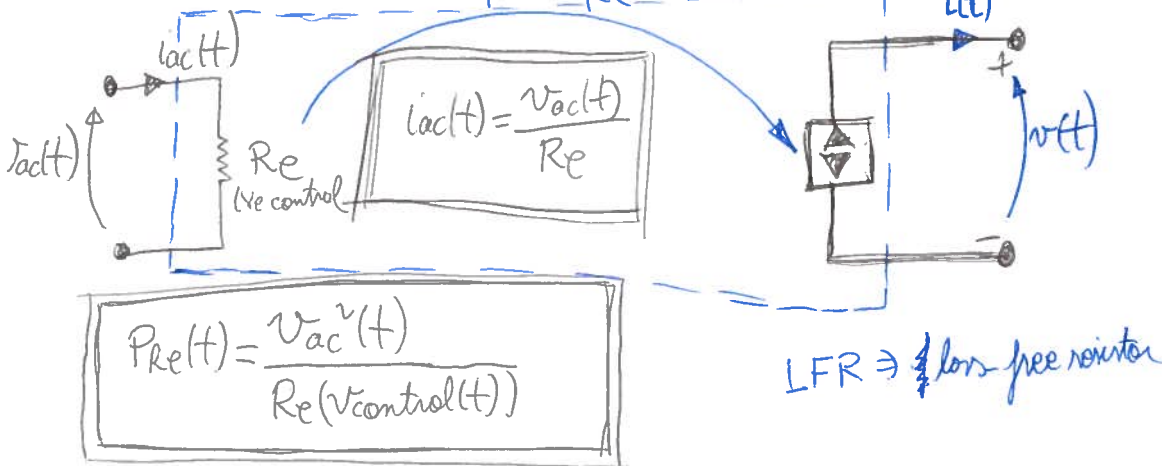 i(t)
iac(t)
+
iac(t) = vac(t) / Re
vac(t)
v(t)
Re
(ve control
−
PRe(t) = vac²(t) / Re(vcontrol(t))
LFR ∋ loss-free resistor